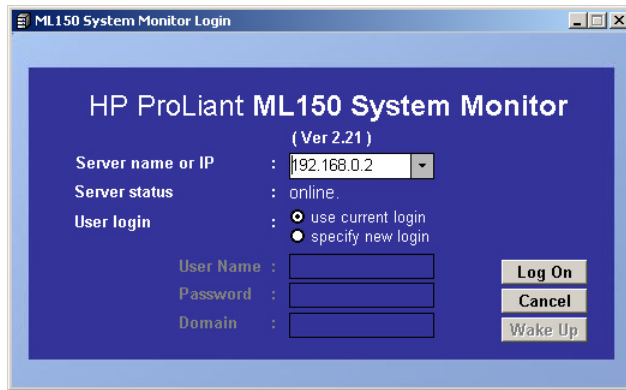 ML150 System Monitor Login
HP ProLiant ML150 System Monitor
( Ver 2.21 )
Server name or IP : 192.168.0.2
Server status : online.
User login : use current login
specify new login
User Name :
Password :
Domain :
Log On
Cancel
Wake Up